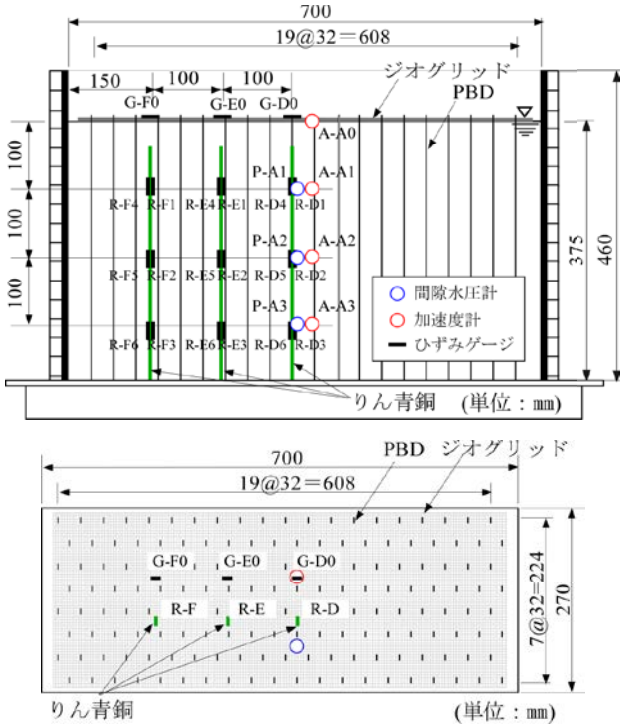 700
19@32＝608
150
100
100
ジオグリッド
PBD
G-F0
G-E0
G-D0
A-A0
100
P-A1
A-A1
R-F4
R-F1
R-E4
R-E1
R-D4
R-D1
100
P-A2
A-A2
R-F5
R-F2
R-E5
R-E2
R-D5
R-D2
100
P-A3
A-A3
R-F6
R-F3
R-E6
R-E3
R-D6
R-D3
375
460
間隙水圧計
加速度計
ひずみゲージ
りん青銅
(単位：㎜)
PBD
ジオグリッド
700
19@32＝608
G-F0
G-E0
G-D0
R-F
R-E
R-D
7@32=224
270
りん青銅
(単位：㎜)